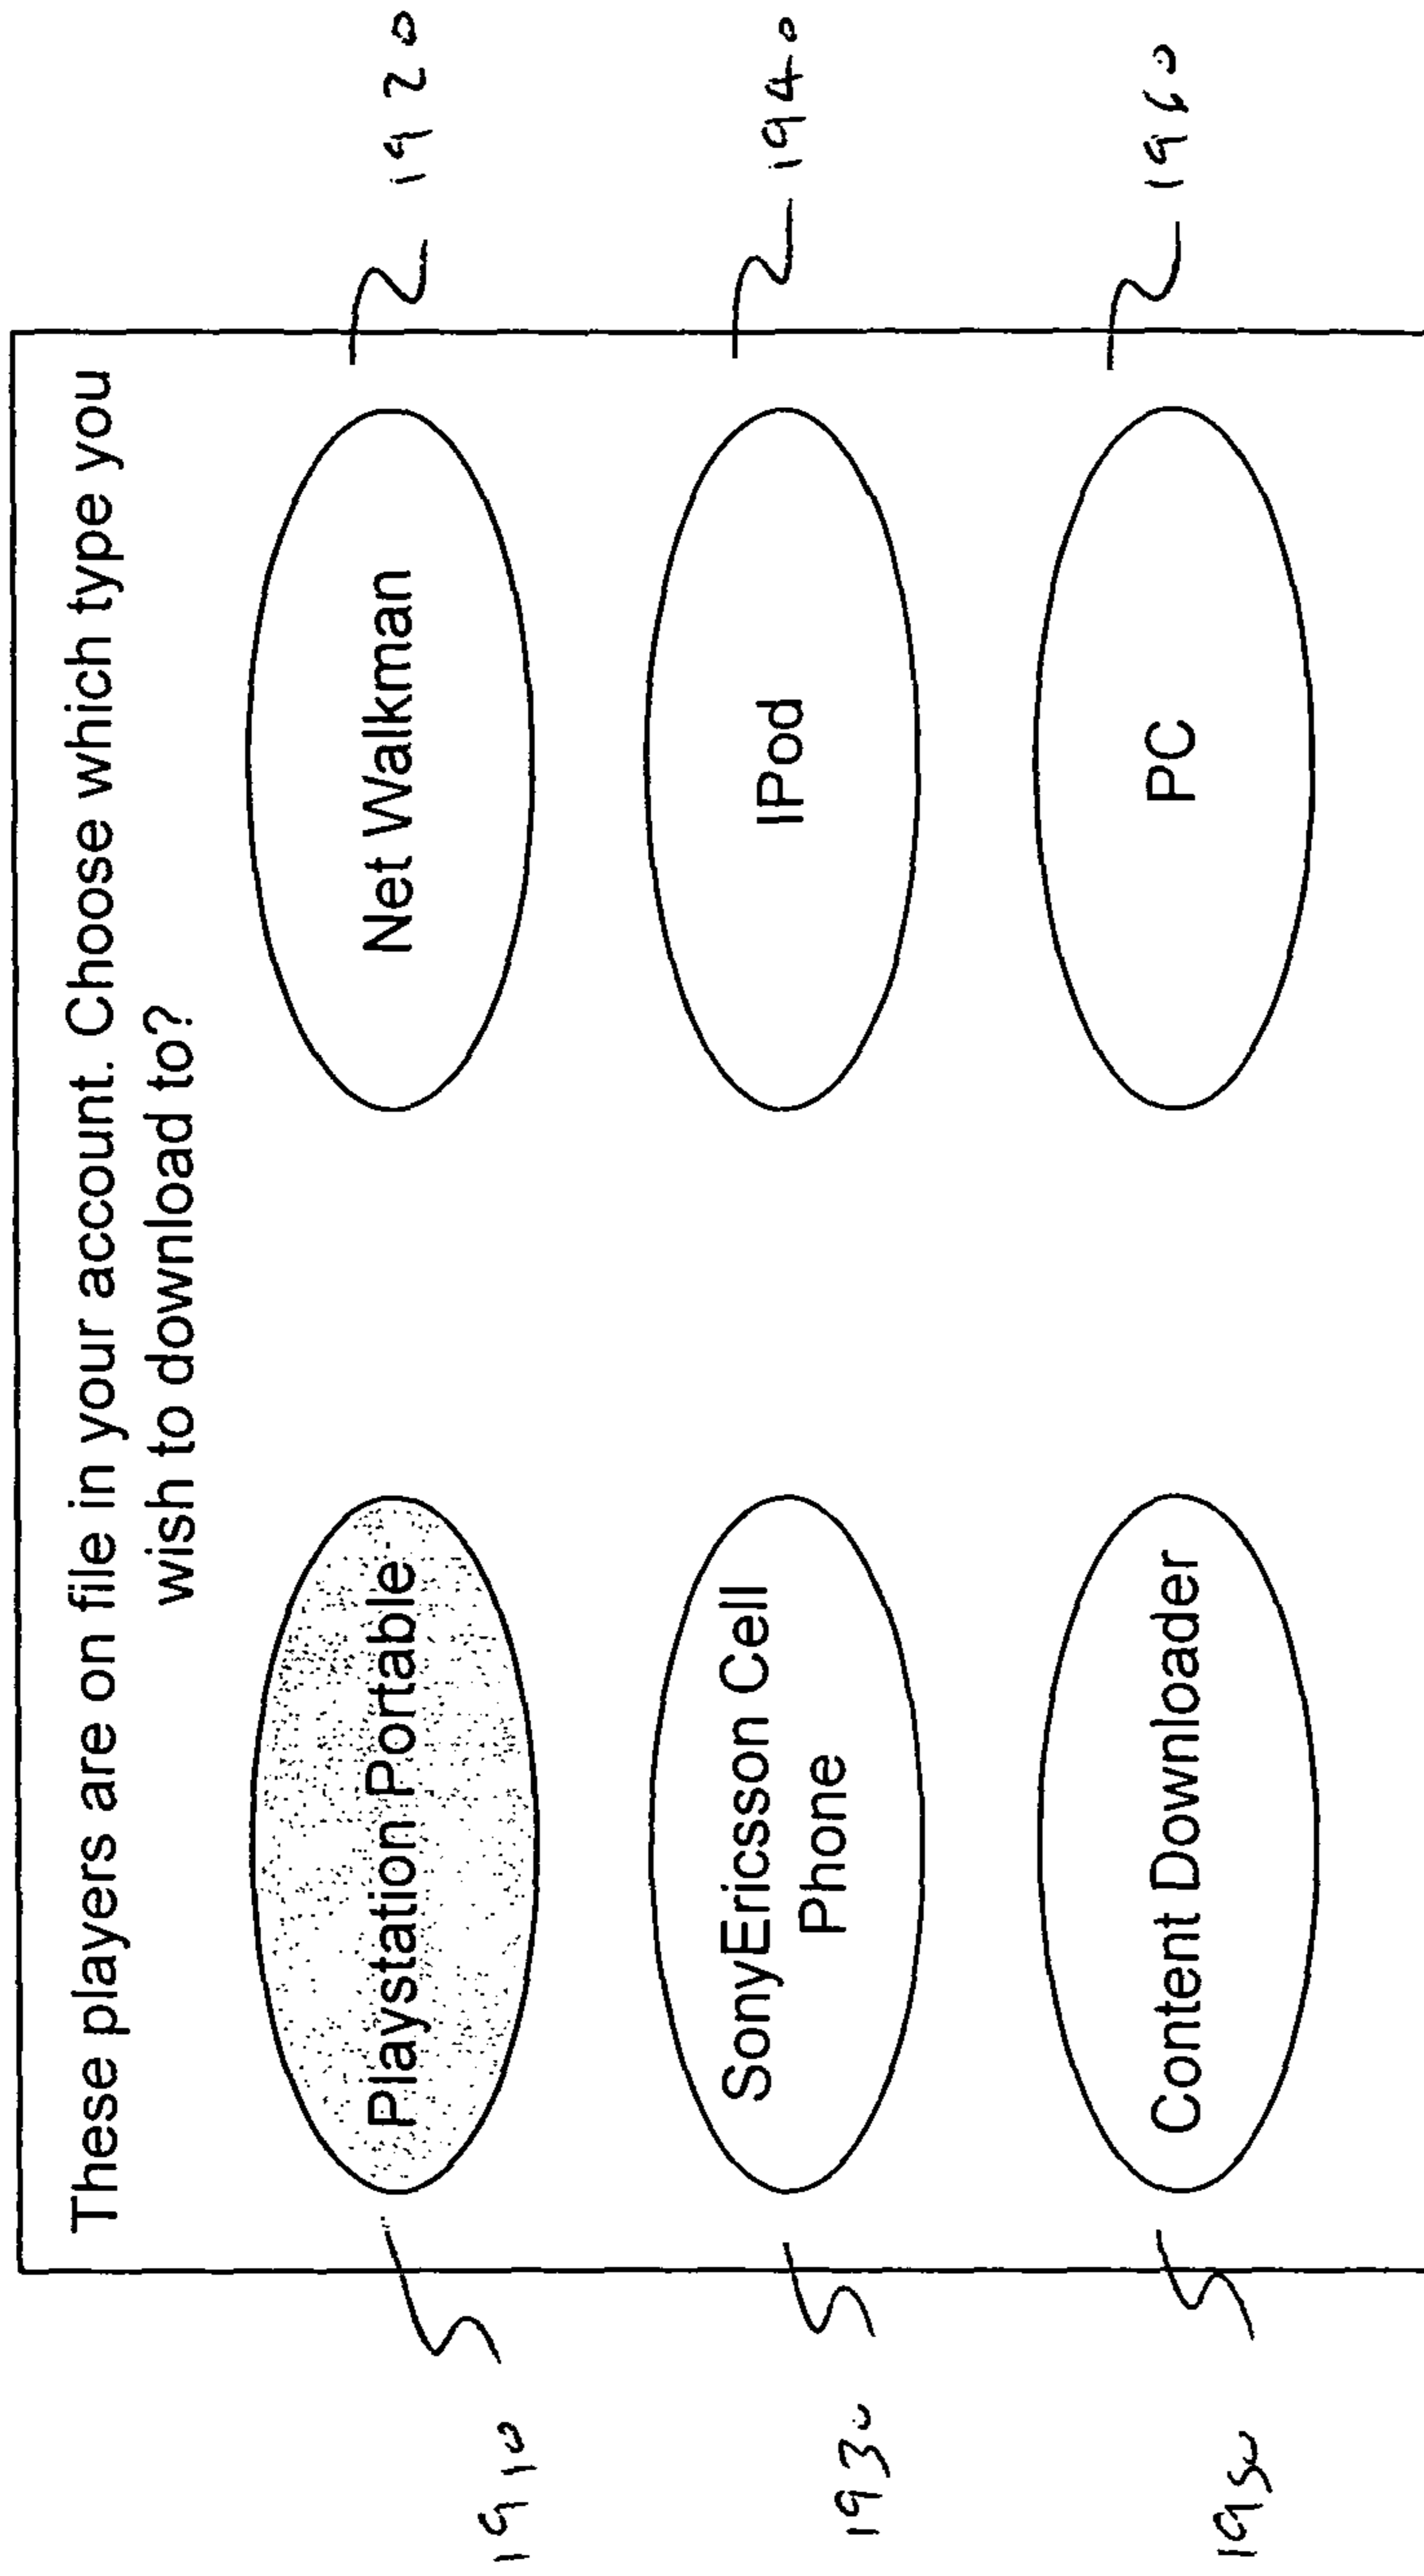 These players are on file in your account. Choose which type you
wish to download to?
1910
Playstation Portable
Net Walkman
1920
1930
SonyEricsson Cell
Phone
IPod
1940
1950
Content Downloader
PC
1960